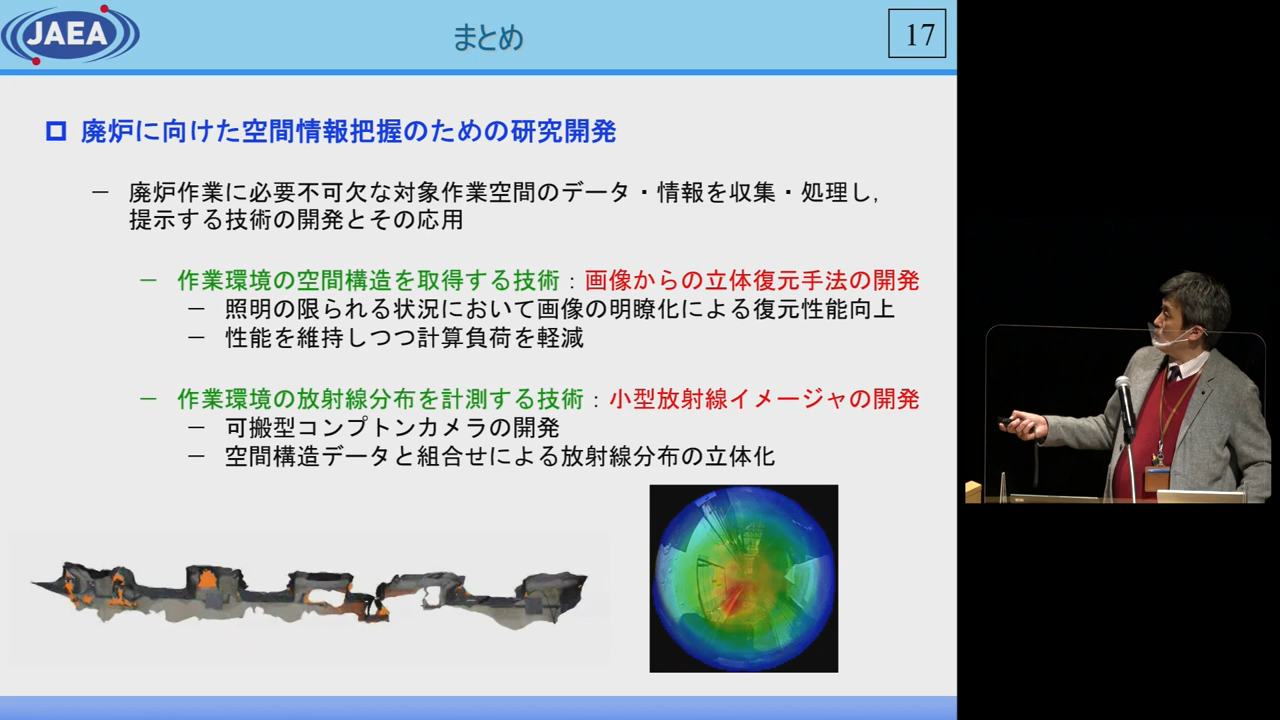 JAEA
まとめ
17
廃炉に向けた空間情報把握のための研究開発
－ 廃炉作業に必要不可欠な対象作業空間のデータ・情報を収集・処理し,
提示する技術の開発とその応用
－ 作業環境の空間構造を取得する技術：画像からの立体復元手法の開発
－ 照明の限られる状況において画像の明瞭化による復元性能向上
－ 性能を維持しつつ計算負荷を軽減
－ 作業環境の放射線分布を計測する技術：小型放射線イメージャの開発
－ 可搬型コンプトンカメラの開発
－ 空間構造データと組合せによる放射線分布の立体化